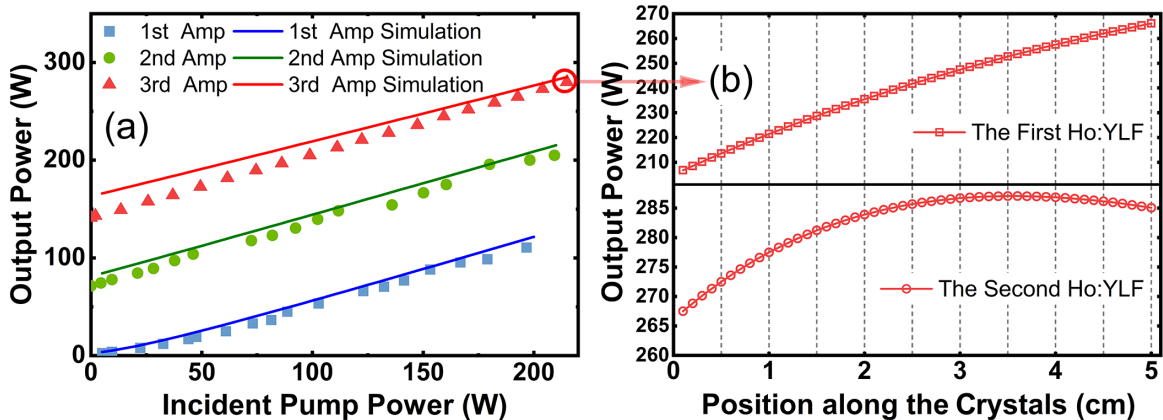 1st Amp 1st Amp Simulation
2nd Amp 2nd Amp Simulation
3rd Amp 3rd Amp Simulation
(a)
Output Power (W)
300
200
100
0
0 50 100 150 200
Incident Pump Power (W)
(b)
Output Power (W)
270
260
250
240
230
220
210
The First Ho:YLF
285
280
275
270
265
260
The Second Ho:YLF
0 1 2 3 4 5
Position along the Crystals (cm)